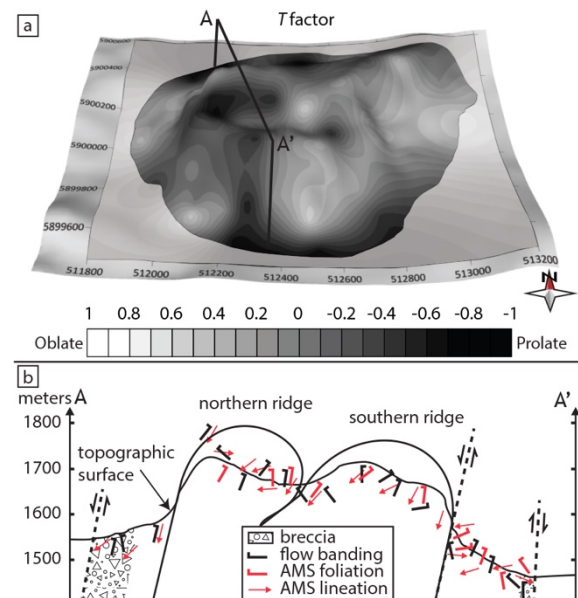 a
A
T factor
A'
5900600
5900400
5900200
5900000
5899800
5899600
511800
512000
512200
512400
512600
512800
513000
513200
N
1 0.8 0.6 0.4 0.2 0 -0.2 -0.4 -0.6 -0.8 -1
Oblate
Prolate
b
meters A
A'
northern ridge
southern ridge
topographic
surface
1800
1700
1600
1500
breccia
flow banding
AMS foliation
AMS lineation